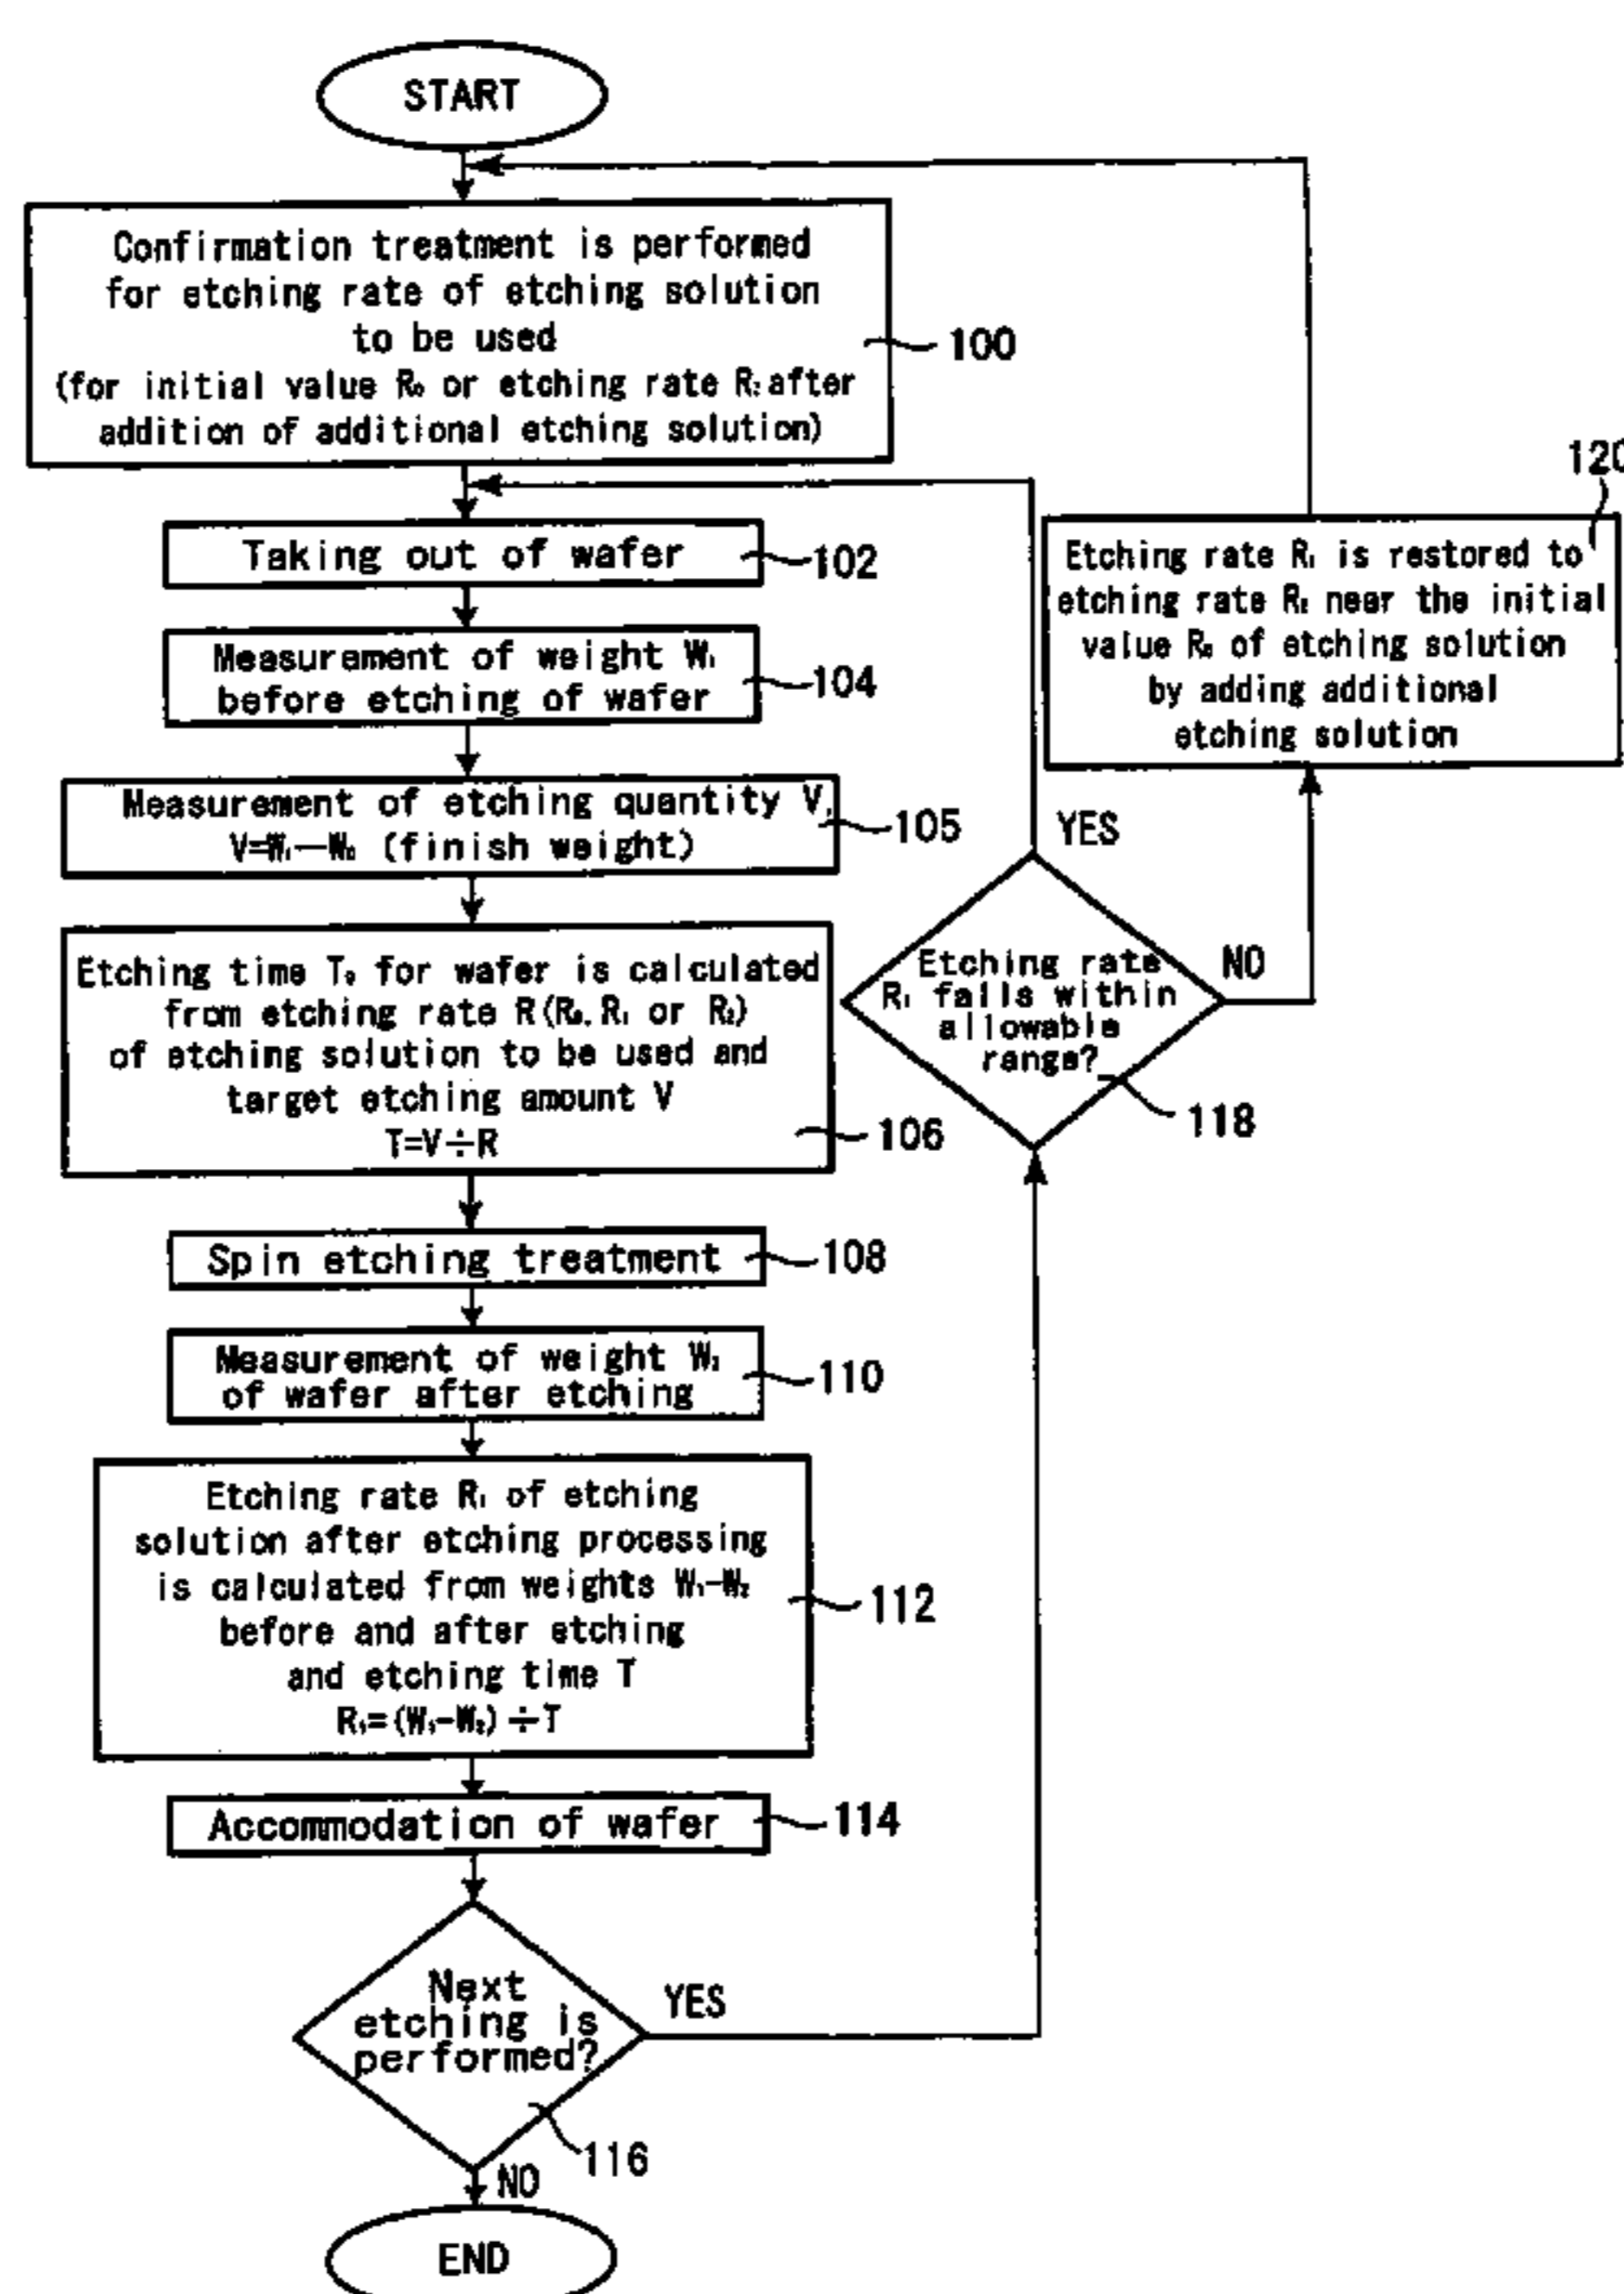 START
Confirmation treatment is performed
for etching rate of etching solution
to be used
(for initial value R₀ or etching rate R₂ after
addition of additional etching solution)
100
Taking out of wafer
102
Measurement of weight W₁
before etching of wafer
104
Measurement of etching quantity V,
V=W₁—W₀ (finish weight)
105
Etching time T₀ for wafer is calculated
from etching rate R(R₀, R₁ or R₂)
of etching solution to be used and
target etching amount V
T=V÷R
106
Spin etching treatment
108
Measurement of weight W₂
of wafer after etching
110
Etching rate R₁ of etching
solution after etching processing
is calculated from weights W₁-W₂
before and after etching
and etching time T
R₁=(W₁-W₂)÷T
112
Accommodation of wafer
114
Next
etching is
performed?
116
YES
NO
END
Etching rate
R₁ falls within
allowable
range?
118
YES
NO
120
Etching rate R₁ is restored to
etching rate R₂ near the initial
value R₀ of etching solution
by adding additional
etching solution